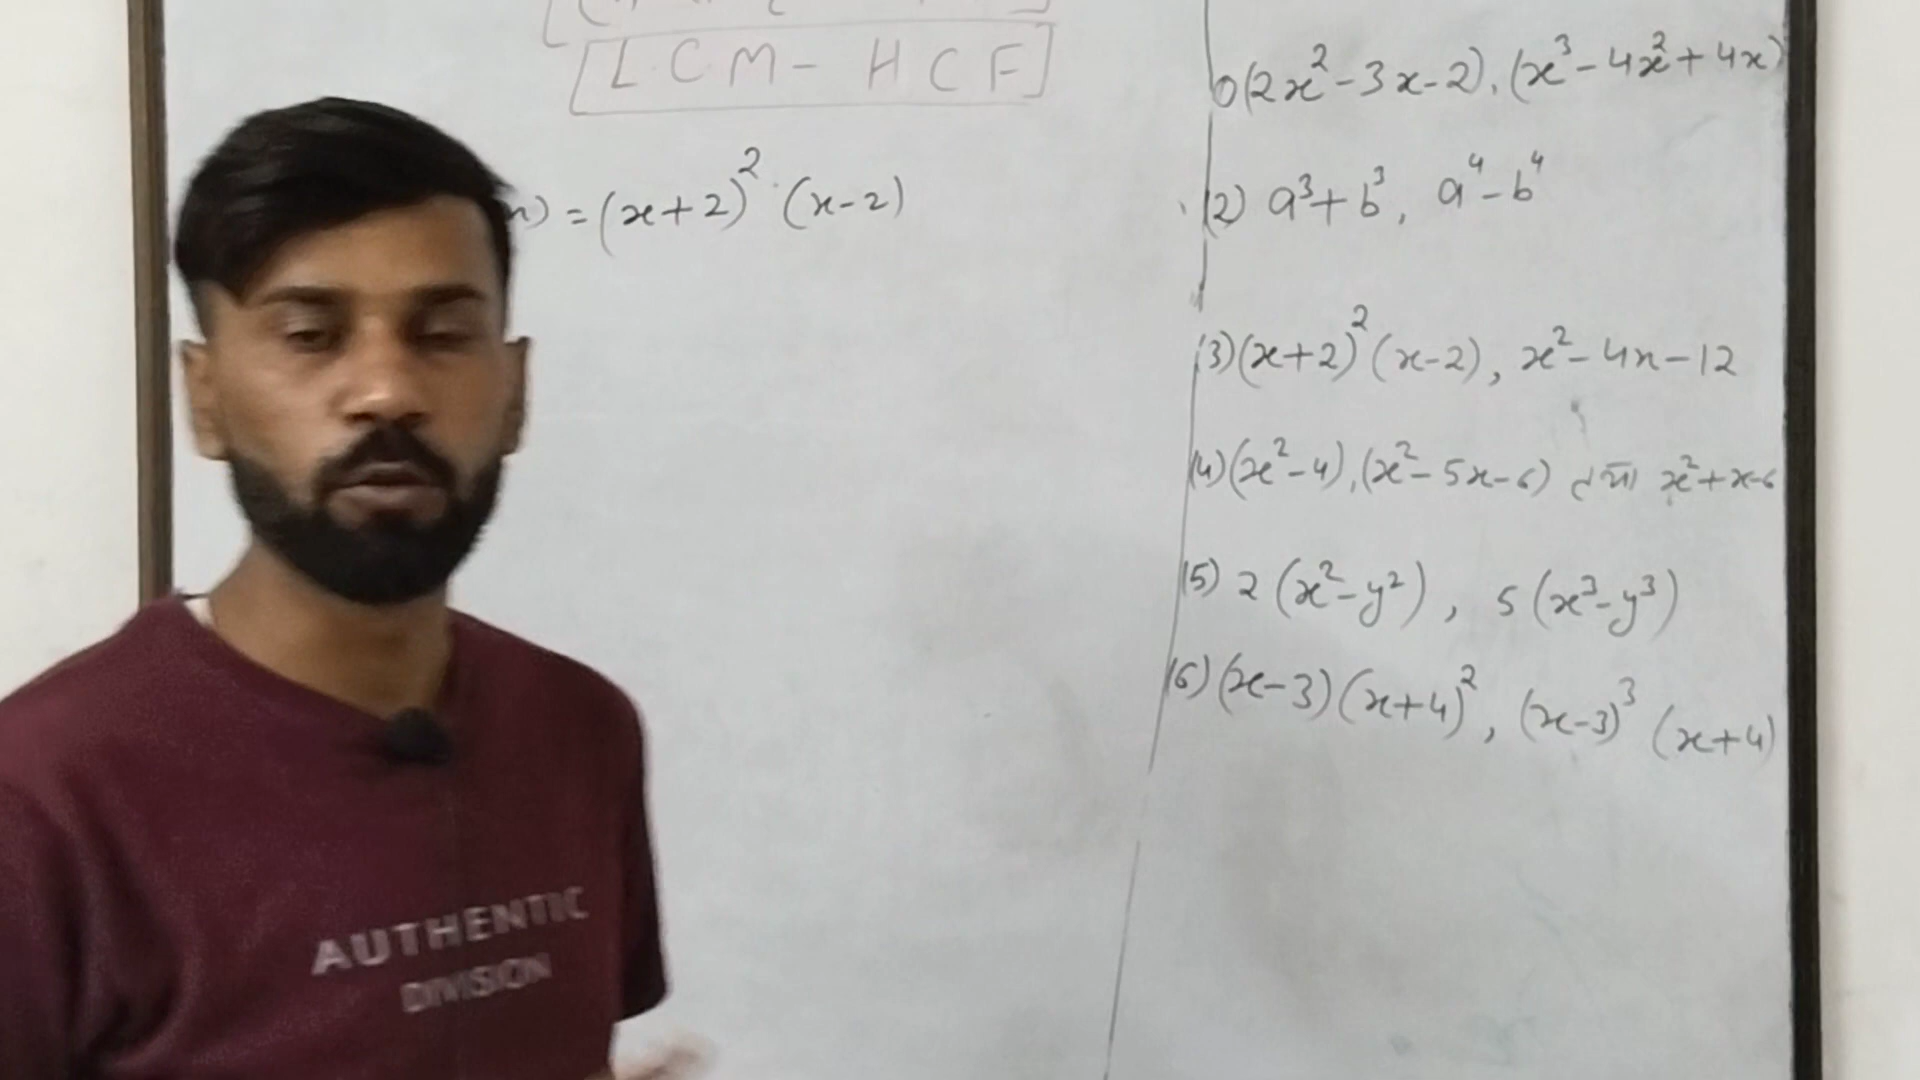 [LCM - HCF]
x) = (x+2)² · (x-2)
1) (2x² - 3x - 2), (x³ - 4x² + 4x)
(2) a³ + b³, a⁴ - b⁴
(3) (x+2)² (x-2), x² - 4x - 12
(4) (x² - 4), (x² - 5x - 6) तथा x² + x - 6
(5) 2 (x² - y²), 5 (x³ - y³)
(6) (x-3) (x+4)², (x-3)³ (x+4)
AUTHENTIC
DIVISION